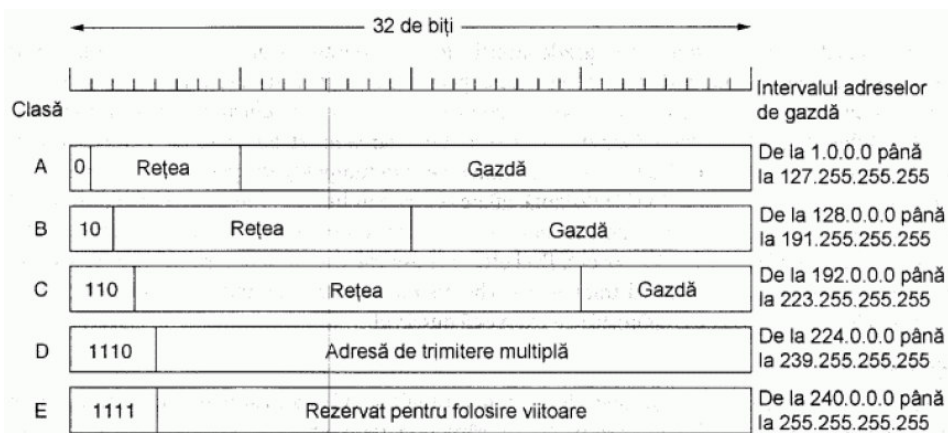 32 de biți
Clasă
Intervalul adreselor
de gazdă
A 0 Rețea Gazdă De la 1.0.0.0 până
la 127.255.255.255
B 10 Rețea Gazdă De la 128.0.0.0 până
la 191.255.255.255
C 110 Rețea Gazdă De la 192.0.0.0 până
la 223.255.255.255
D 1110 Adresă de trimitere multiplă De la 224.0.0.0 până
la 239.255.255.255
E 1111 Rezervat pentru folosire viitoare De la 240.0.0.0 până
la 255.255.255.255